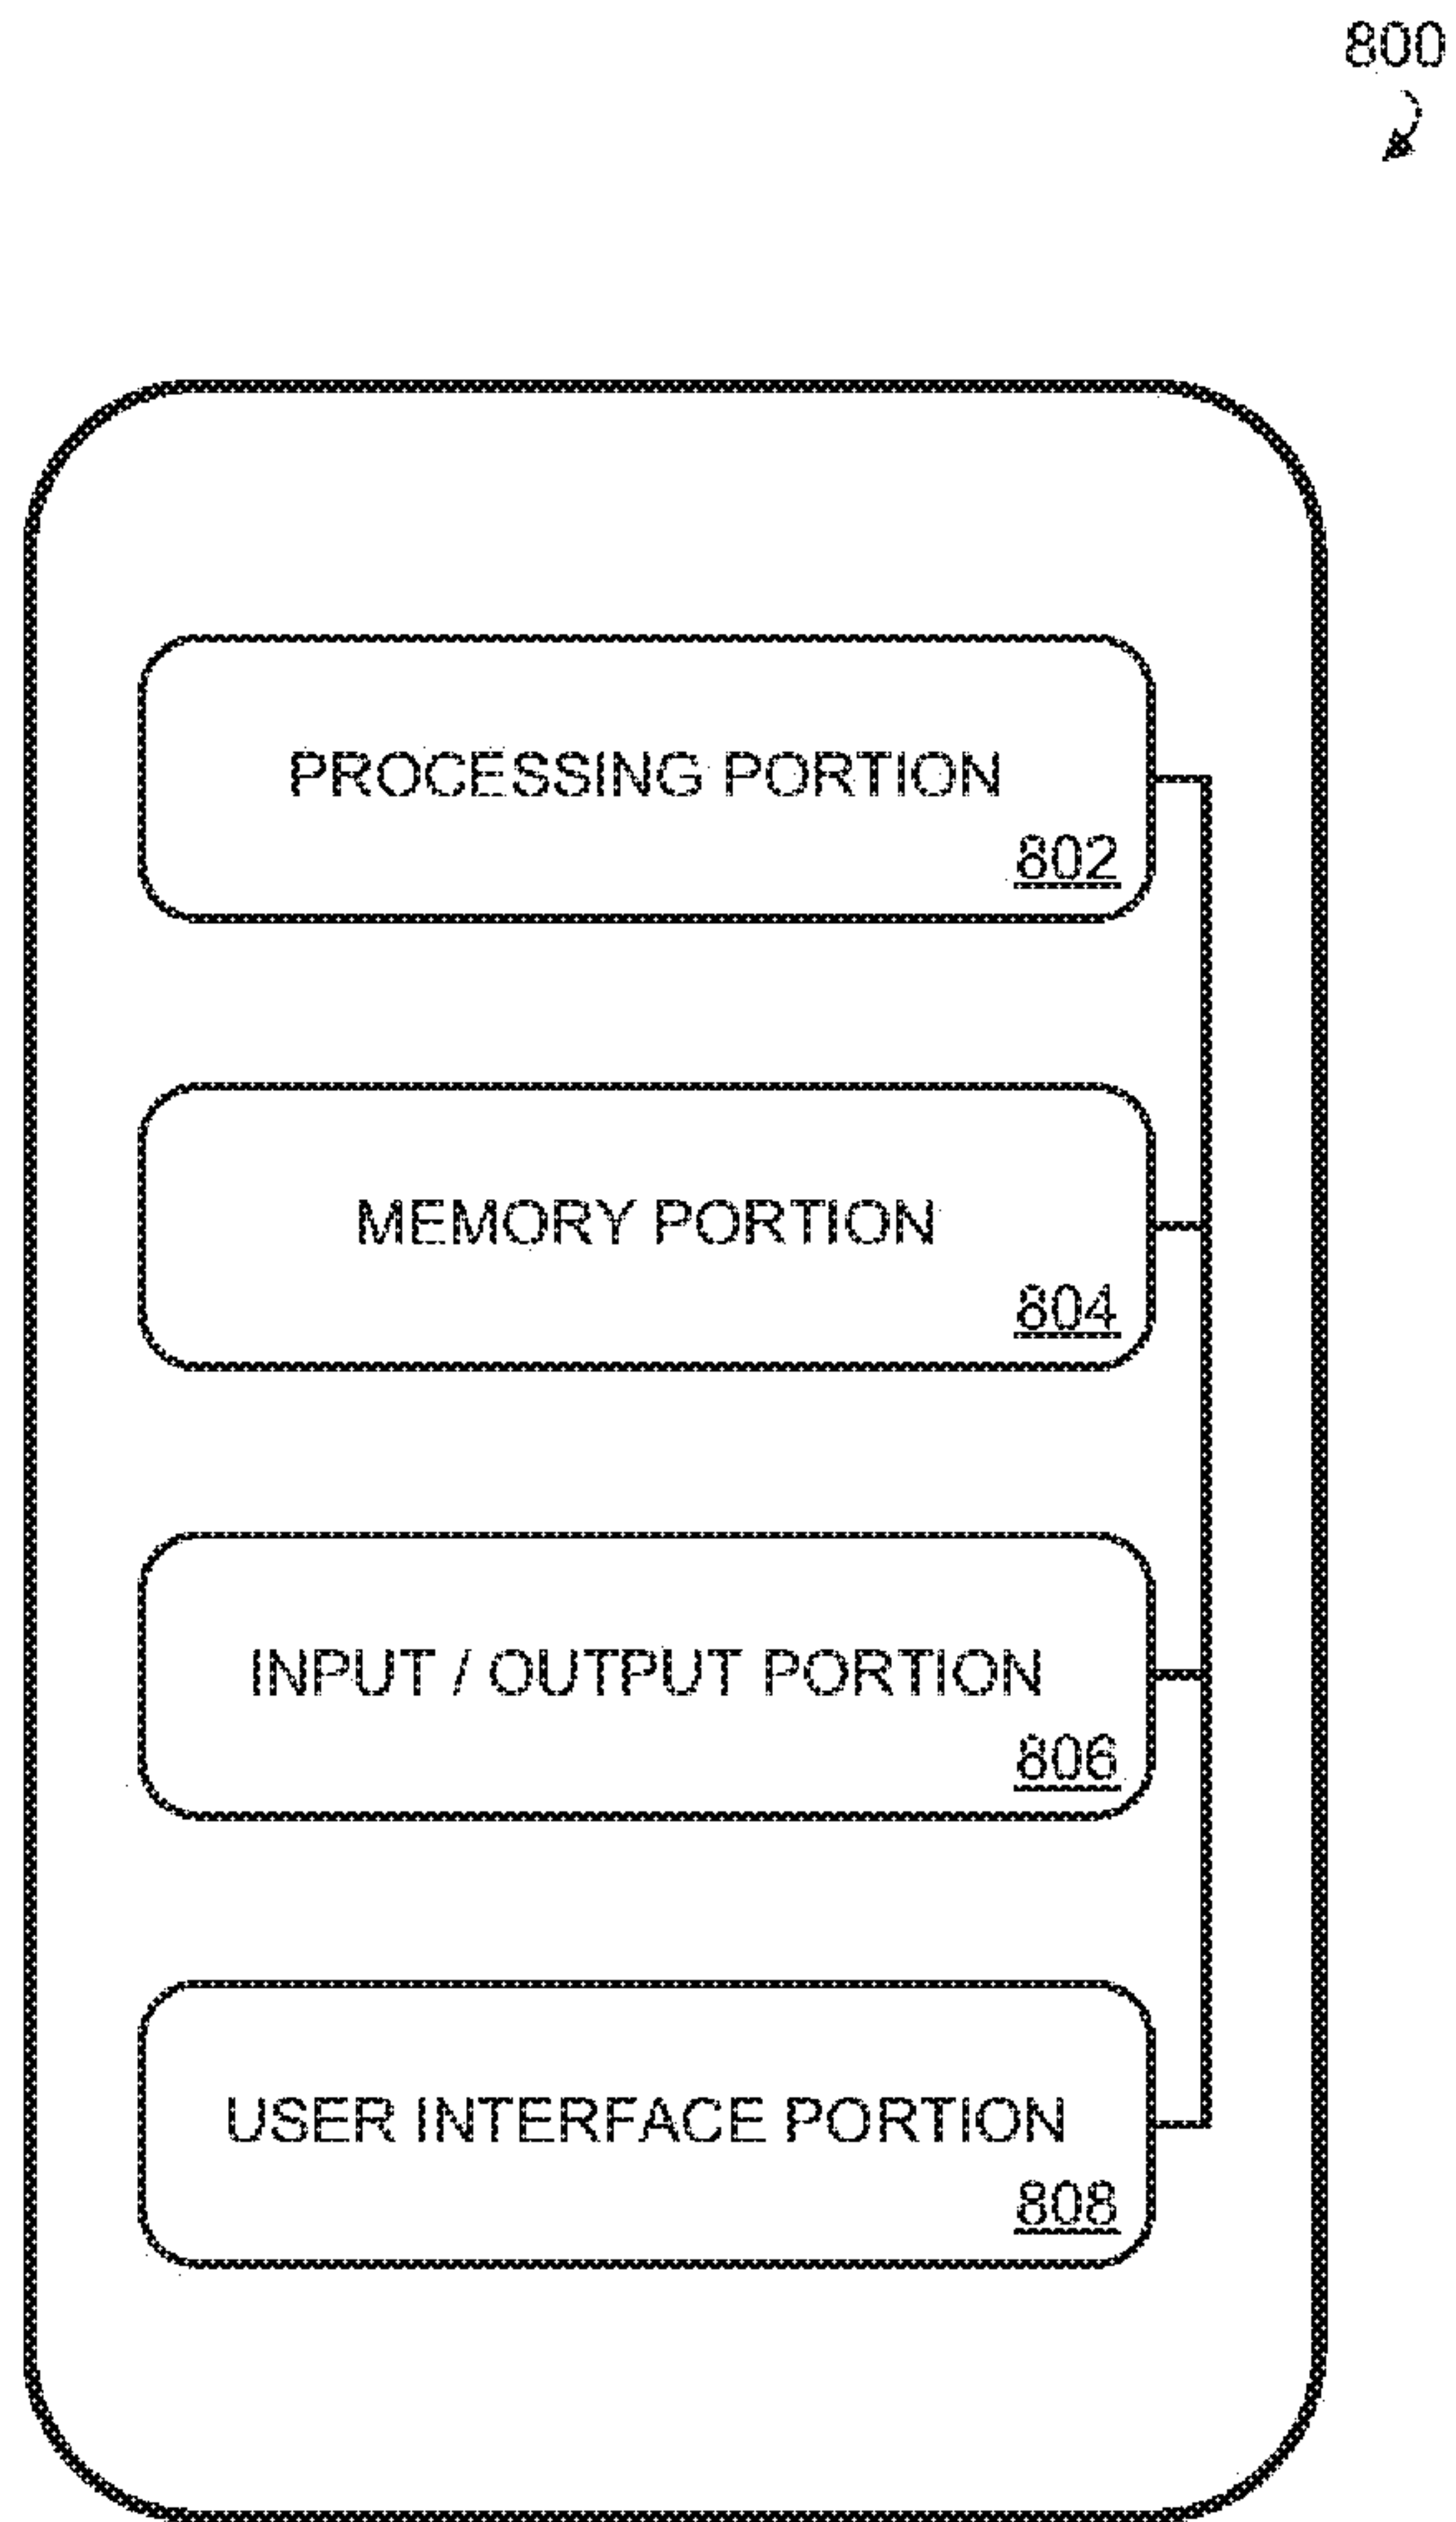 800
PROCESSING PORTION
802
MEMORY PORTION
804
INPUT / OUTPUT PORTION
806
USER INTERFACE PORTION
808